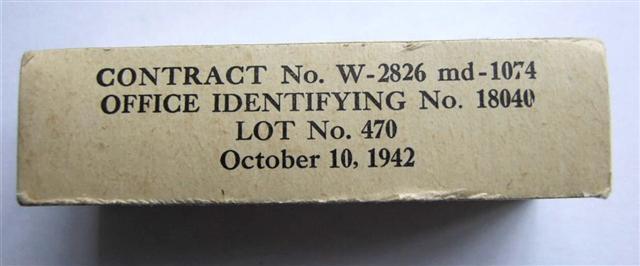 CONTRACT No. W-2826 md-1074
OFFICE IDENTIFYING No. 18040
LOT No. 470
October 10, 1942